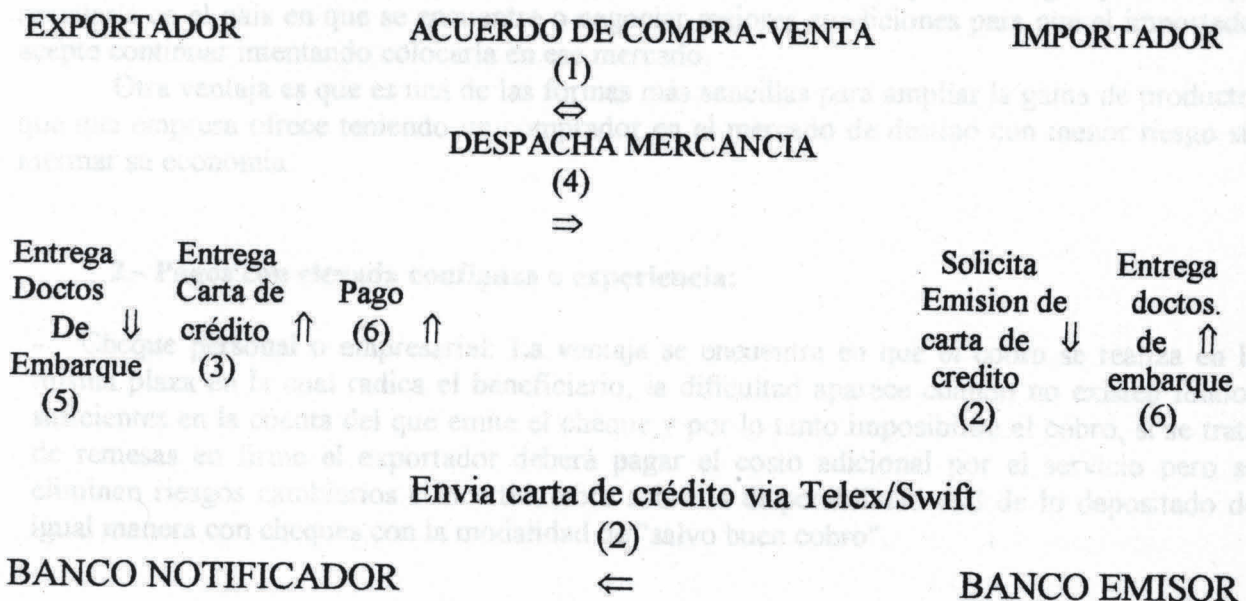 EXPORTADOR ACUERDO DE COMPRA-VENTA IMPORTADOR
(1)
⇔
DESPACHA MERCANCIA
(4)
⇒
Entrega Doctos De Embarque (5) ⇓
Entrega Carta de crédito (3) ⇑
Pago (6) ⇑
Solicita Emision de carta de credito (2) ⇓
Entrega doctos. de embarque (6) ⇑
Envia carta de crédito via Telex/Swift
(2)
BANCO NOTIFICADOR ⇐ BANCO EMISOR